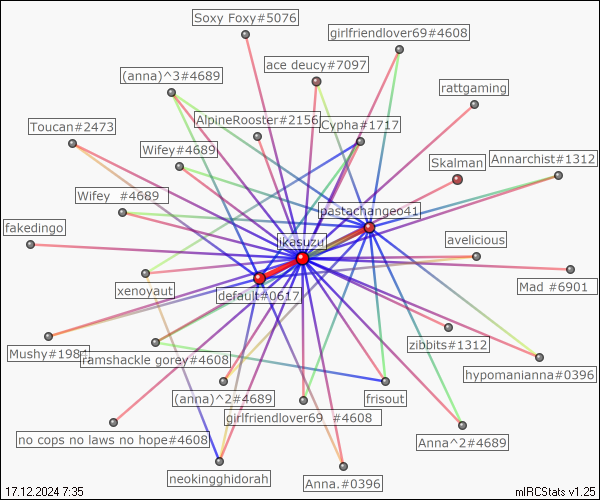 Soxy Foxy#5076
girlfriendlover69#4608
ace deucy#7097
(anna)^3#4689
rattgaming
AlpineRooster#2156
Cypha#1717
Toucan#2473
Wifey#4689
Skalman
Annarchist#1312
Wifey  #4689
pastachangeo41
fakedingo
ikasuzu
avelicious
xenoyaut
default#0617
Mad #6901
Mushy#1984
ramshackle gorey#4608
zibbits#1312
hypomanianna#0396
(anna)^2#4689
frisout
girlfriendlover69  #4608
no cops no laws no hope#4608
Anna^2#4689
neokingghidorah
Anna.#0396
17.12.2024 7:35
mIRCStats v1.25